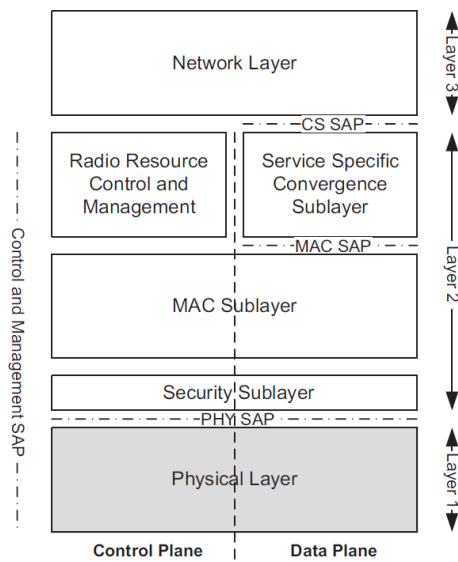 Network Layer
Layer 3
CS SAP
Radio Resource
Control and
Management
Service Specific
Convergence
Sublayer
MAC SAP
Control and Management SAP
Layer 2
MAC Sublayer
Security Sublayer
PHY SAP
Physical Layer
Layer 1
Control Plane
Data Plane